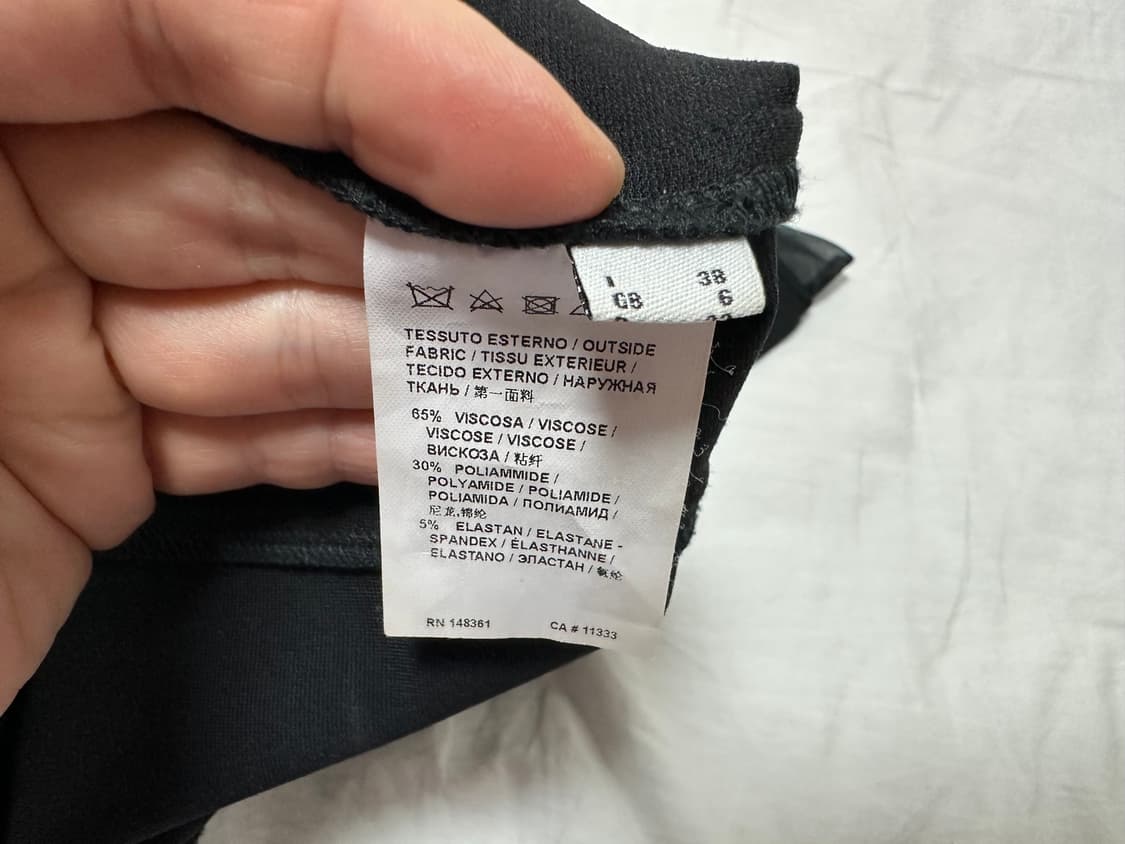 I 38
GB 6
TESSUTO ESTERNO / OUTSIDE
FABRIC / TISSU EXTERIEUR /
TECIDO EXTERNO / НАРУЖНАЯ
ТКАНЬ / 第一面料
65% VISCOSA / VISCOSE /
VISCOSE / VISCOSE /
ВИСКОЗА / 粘纤
30% POLIAMMIDE /
POLYAMIDE / POLIAMIDE /
POLIAMIDA / ПОЛИАМИД /
尼龙,锦纶
5% ELASTAN / ELASTANE -
SPANDEX / ÉLASTHANNE /
ELASTANO / ЭЛАСТАН / 氨纶
RN 148361 CA # 11333